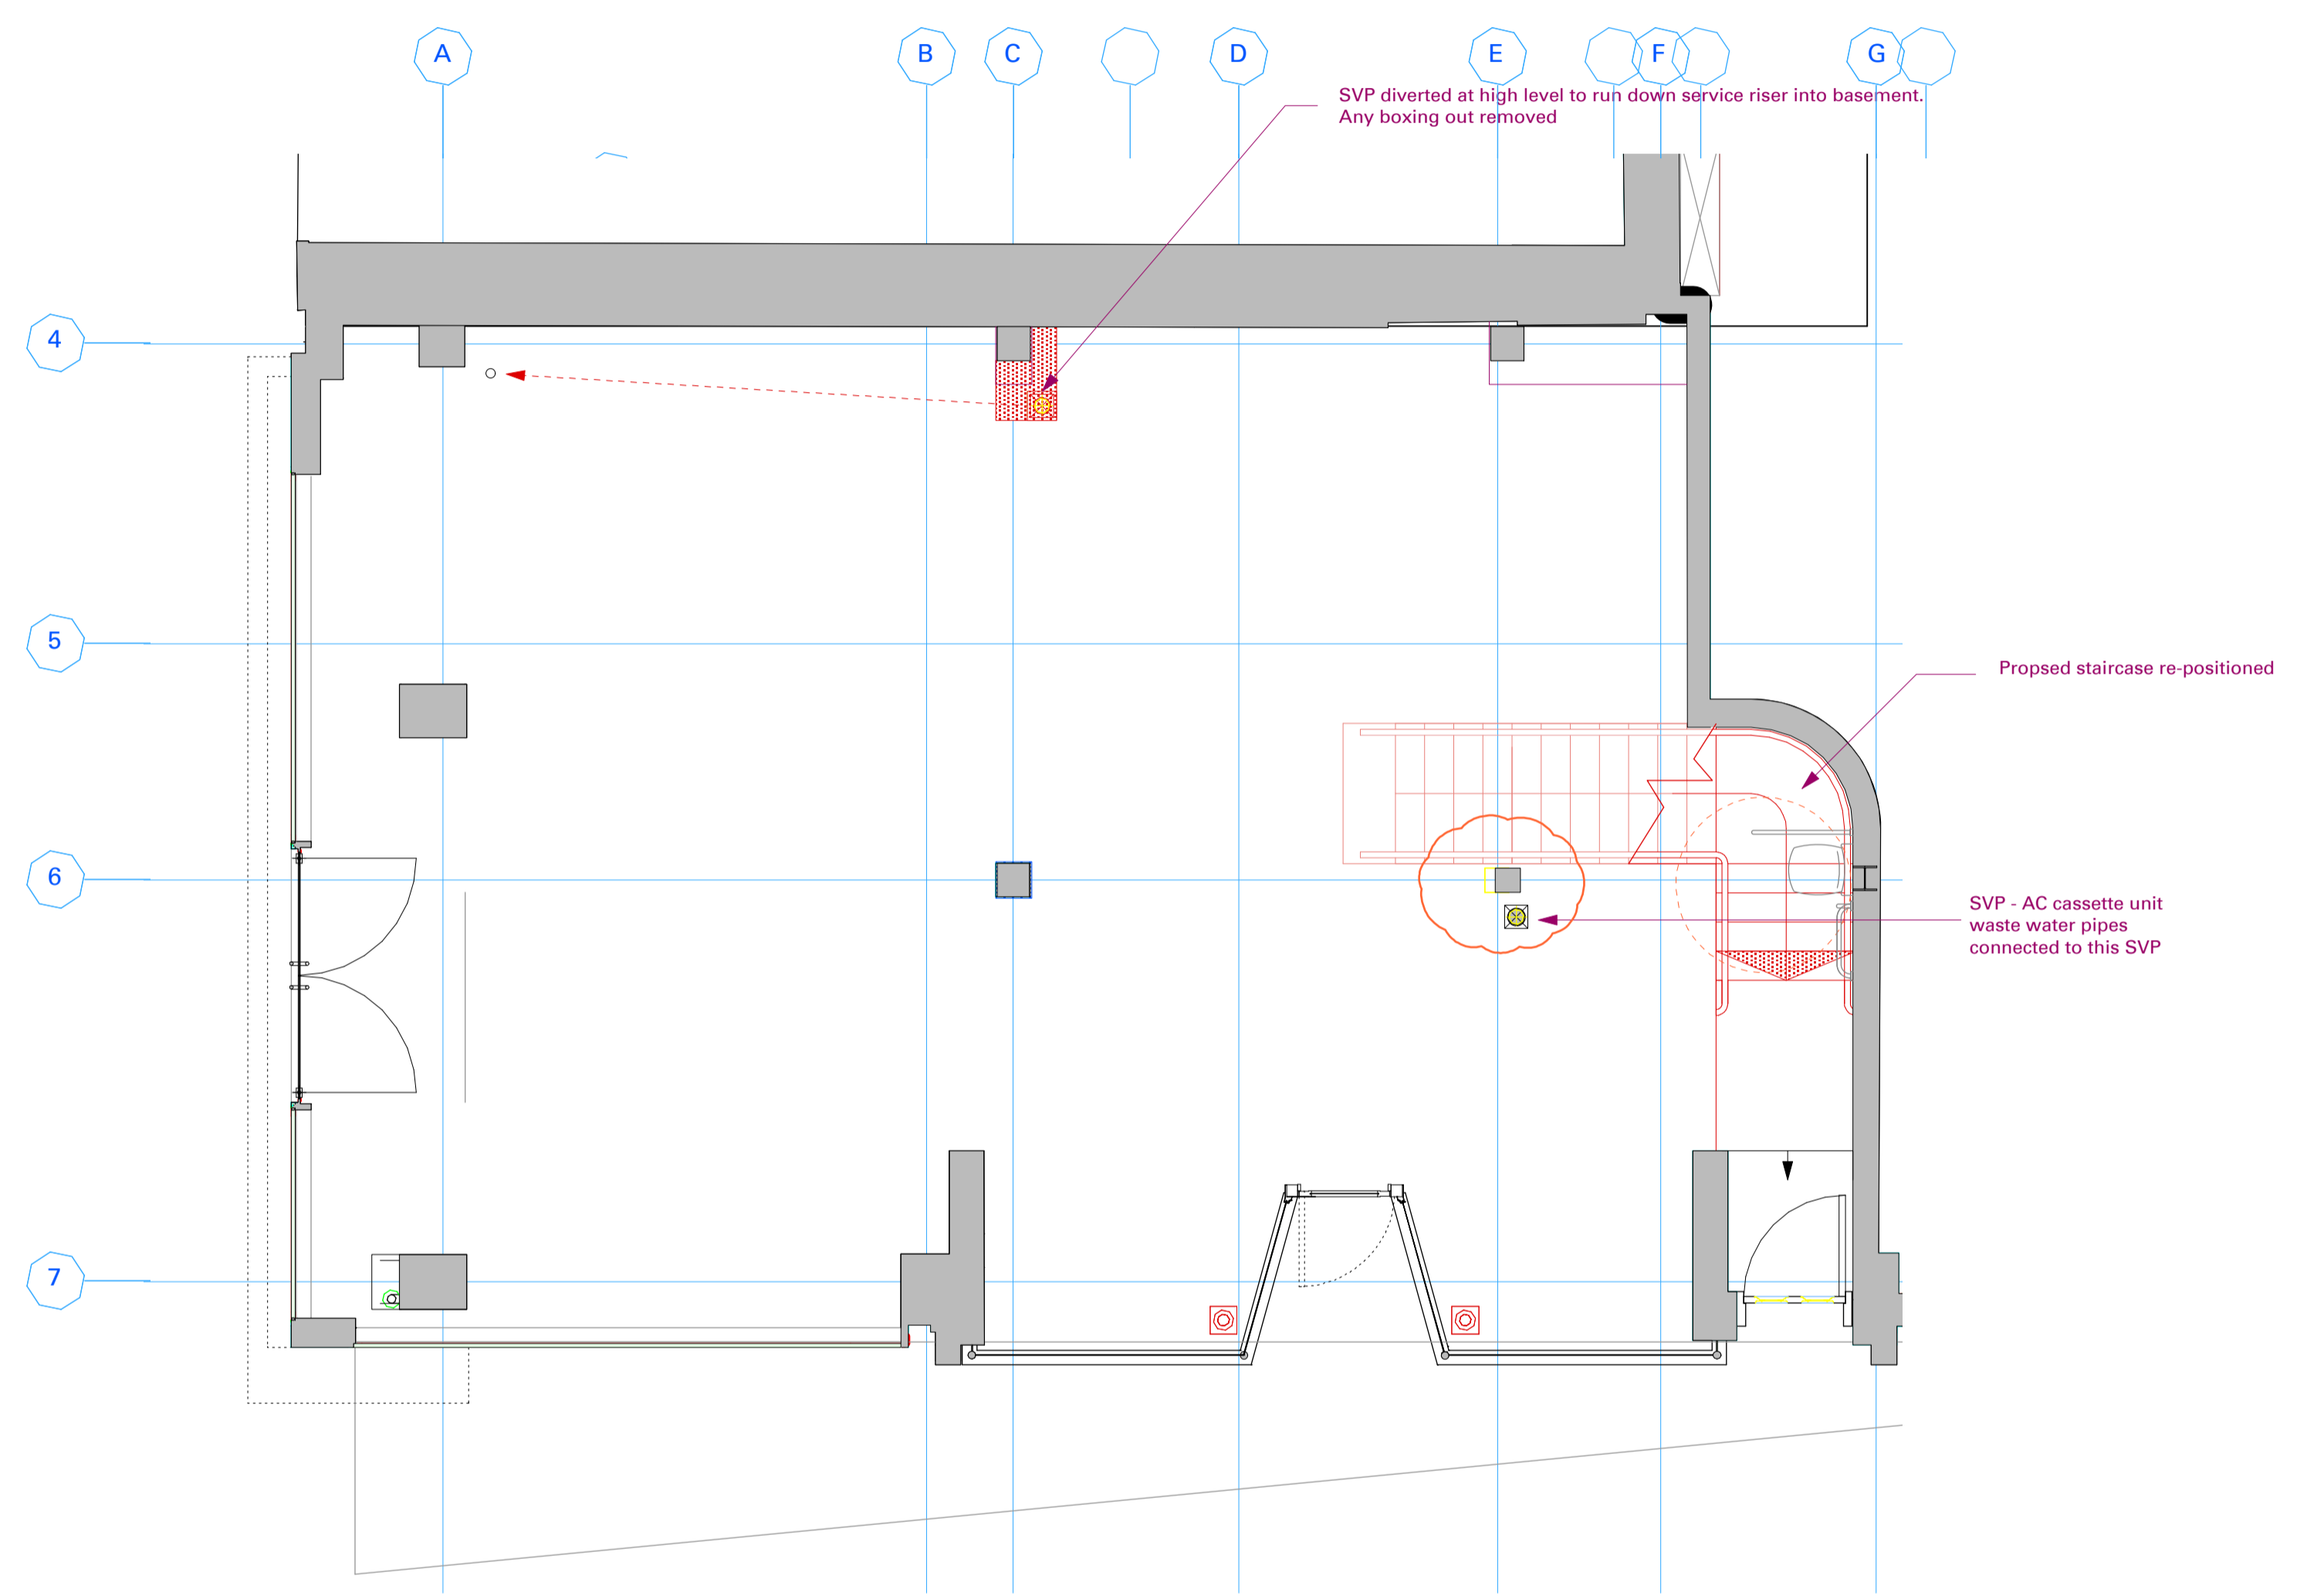 A B C D E F G
SVP diverted at high level to run down service riser into basement.
Any boxing out removed
4
5
Propsed staircase re-positioned
6
SVP - AC cassette unit
waste water pipes
connected to this SVP
7